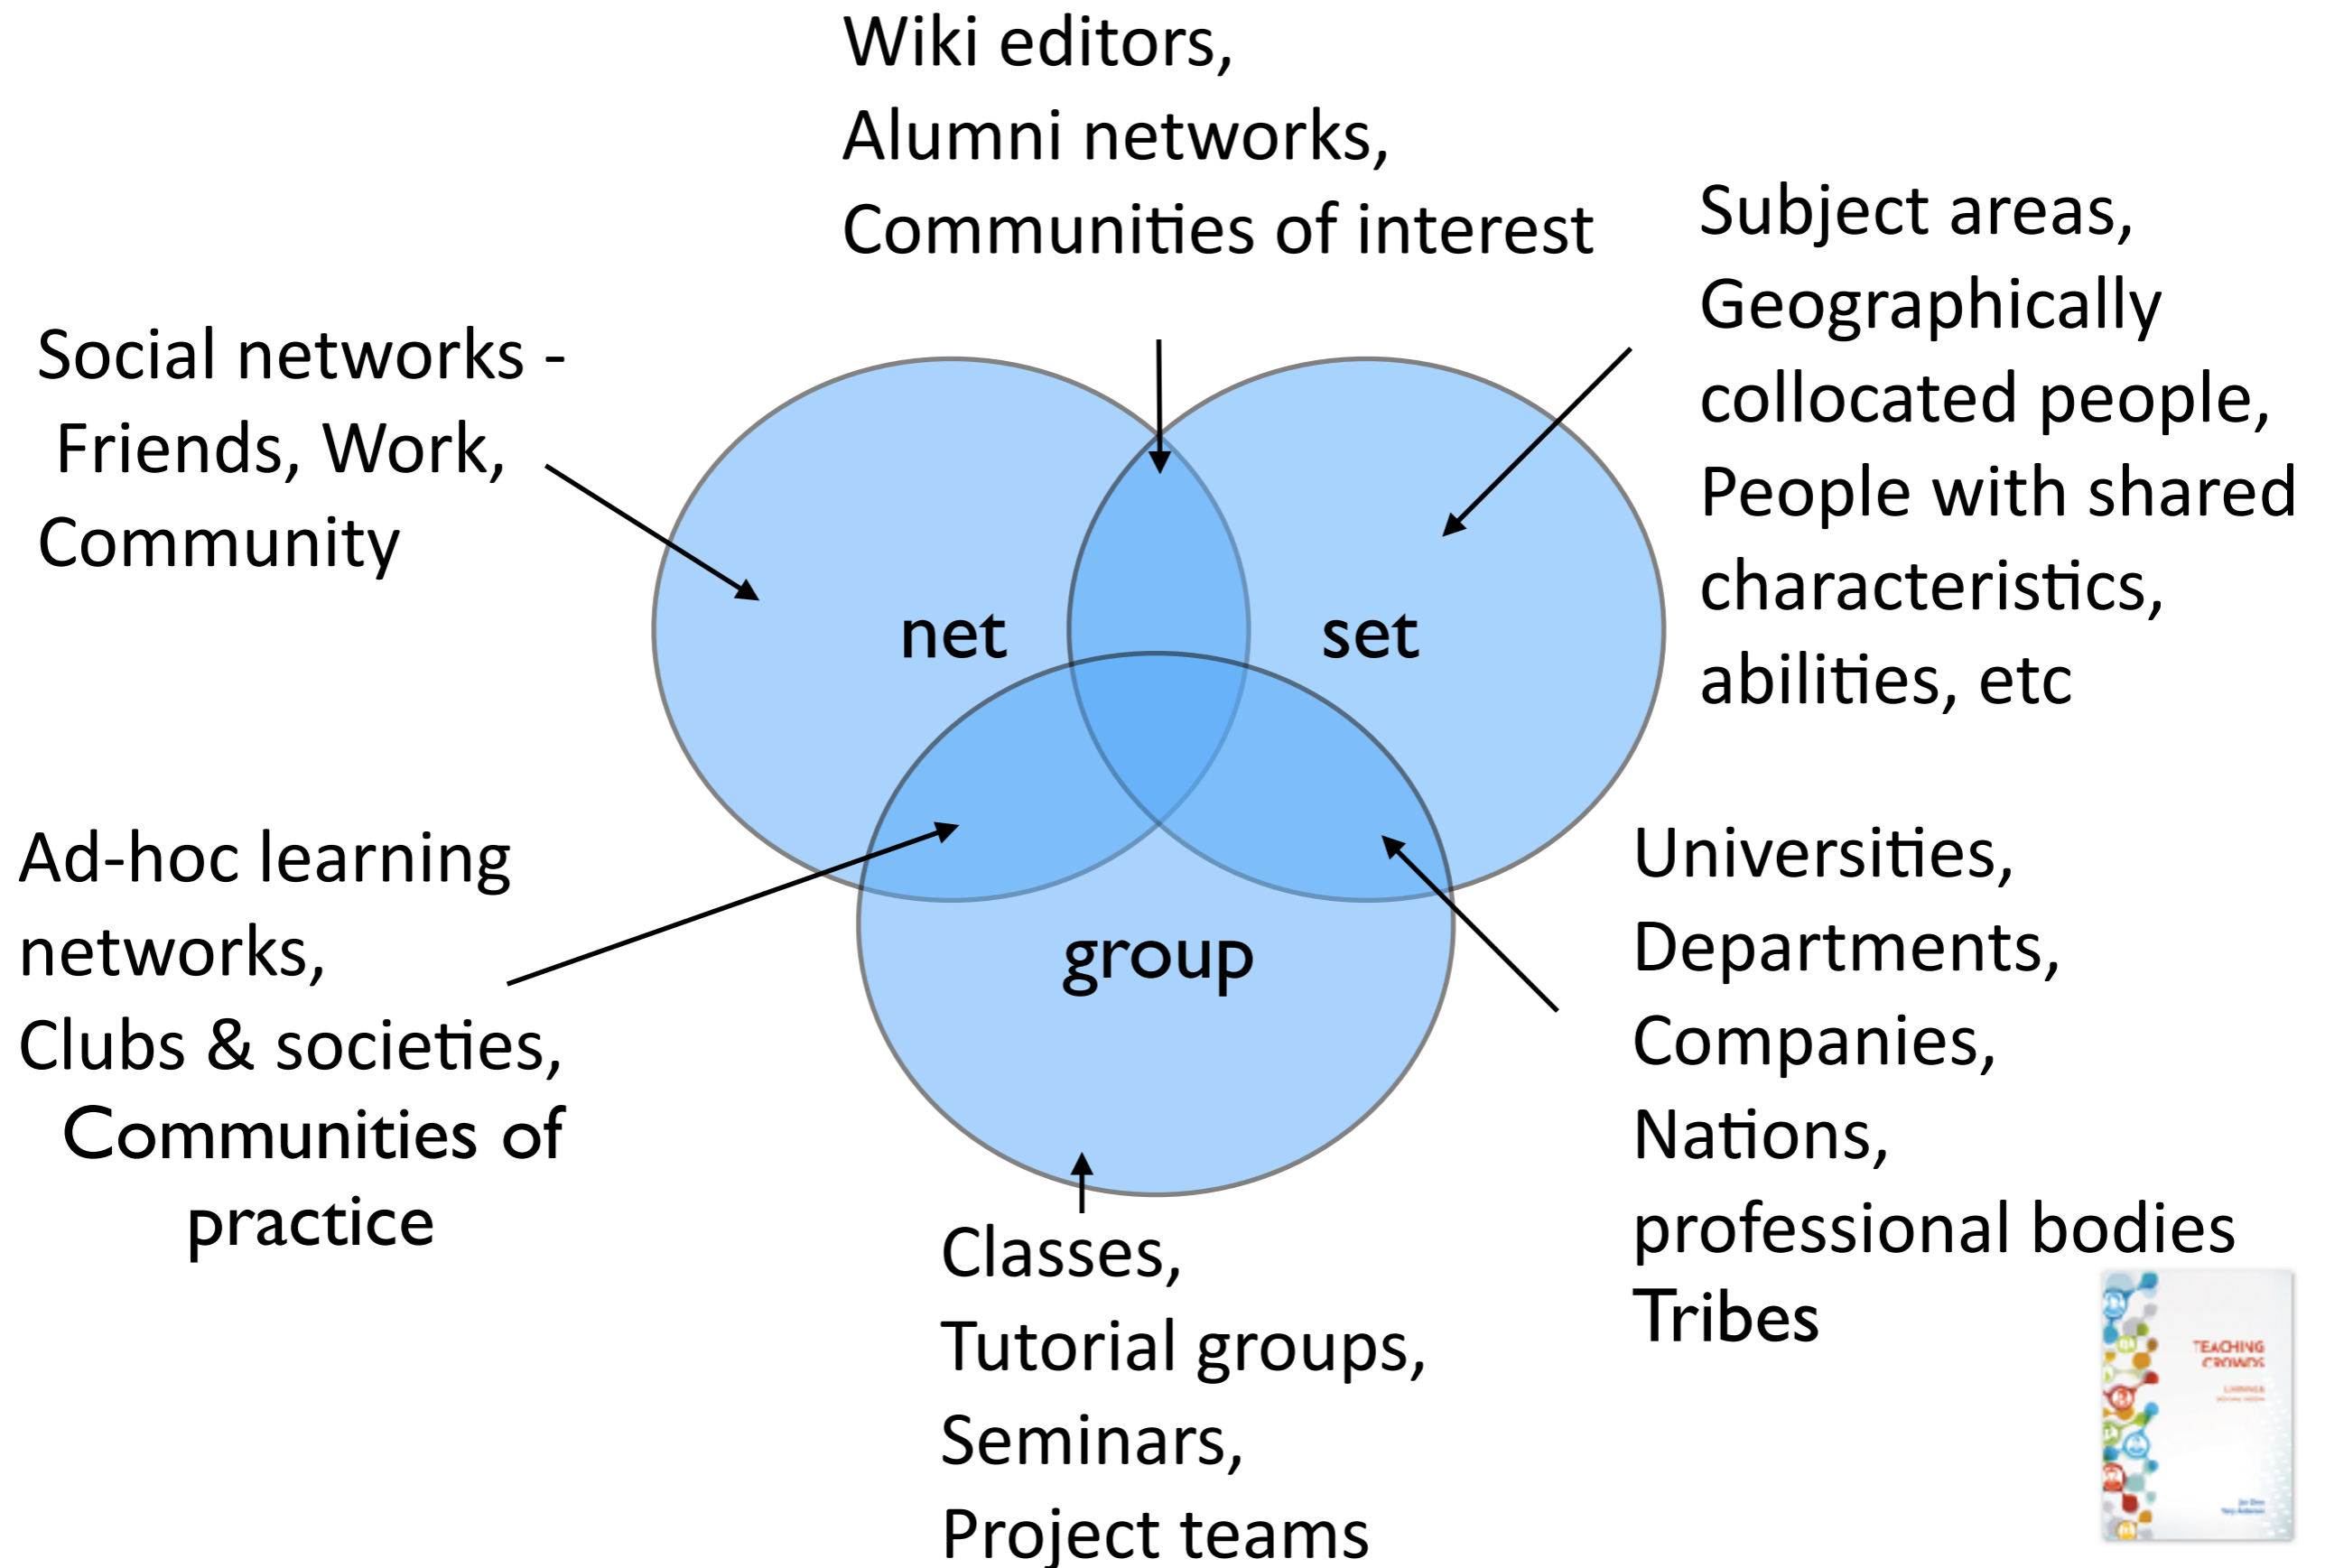 Wiki editors,
Alumni networks,
Communities of interest
Social networks -
Friends, Work,
Community
Subject areas,
Geographically
collocated people,
People with shared
characteristics,
abilities, etc
net
set
group
Ad-hoc learning
networks,
Clubs & societies,
Communities of
practice
Universities,
Departments,
Companies,
Nations,
professional bodies
Tribes
Classes,
Tutorial groups,
Seminars,
Project teams
TEACHING
CROWDS